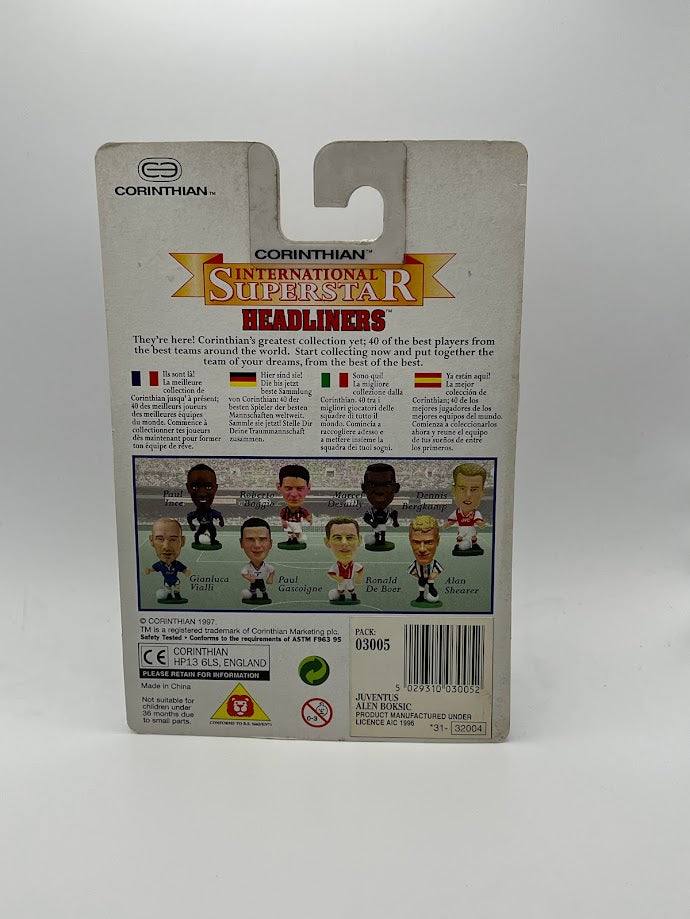 CORINTHIAN™
CORINTHIAN™
INTERNATIONAL
SUPERSTAR
HEADLINERS™
They're here! Corinthian's greatest collection yet; 40 of the best players from
the best teams around the world. Start collecting now and put together the
team of your dreams, from the best of the best.
Ils sont là!
La meilleure
collection de
Corinthian jusqu' à présent;
40 des meilleurs joueurs
des meilleures équipes
du monde. Commence à
collectionner tes joueurs
dès maintenant pour former
ton équipe de rêve.
Hier sind sie!
Die bis jetzt
beste Sammlung
von Corinthian: 40 der
besten Spieler der besten
Mannschaften weltweit.
Sammle sie jetzt! Stelle Dir
Deine Traummannschaft
zusammen.
Sono qui!
La migliore
collezione dalla
Corinthian. 40 tra i
migliori giocatori delle
squadre di tutto il
mondo. Comincia a
raccogliere adesso e
a mettere insieme la
squadra dei tuoi sogni.
Ya están aquí!
La mejor
colección de
Corinthian; 40 de los
mejores jugadores de los
mejores equipos del mundo.
Comienza a coleccionarlos
ahora y reune el equipo
de tus sueños de entre
los primeros.
Paul
Ince
Roberto
Baggio
Marcel
Desailly
Dennis
Bergkamp
Gianluca
Vialli
Paul
Gascoigne
Ronald
De Boer
Alan
Shearer
© CORINTHIAN 1997.
TM is a registered trademark of Corinthian Marketing plc.
Safety Tested • Conforms to the requirements of ASTM F963 95
CE CORINTHIAN
HP13 6LS, ENGLAND
PLEASE RETAIN FOR INFORMATION
Made in China
Not suitable for
children under
36 months due
to small parts.
0-3
PACK:
03005
5 029310 030052
JUVENTUS
ALEN BOKSIC
PRODUCT MANUFACTURED UNDER
LICENCE AIC 1996
*31- 32004